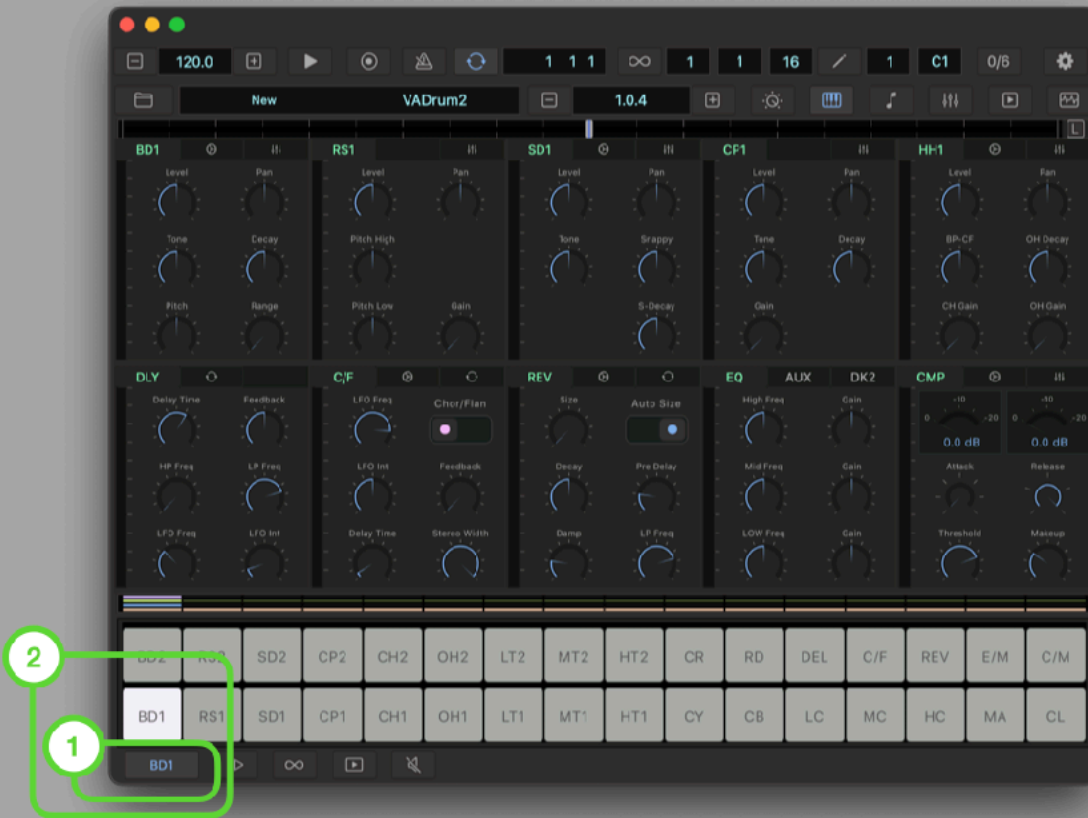 120.0 1 1 1 1 1 16 1 C1 0/6
New VADrum2 1.0.4
L
BD1 RS1 SD1 CP1 HH1
Level Pan Level Pan Level Pan Level Pan Level Pan
Tone Decay Pitch High Tone Snappy Tone Decay BP-CF OH Decay
Pitch Range Pitch Low Gain S-Decay Gain CH Gain OH Gain
DLY C/F REV EQ AUX DK2 CMP
Delay Time Feedback LFO Freq Chor/Flan Size Auto Size High Freq Gain -10 -10
0 -20 0 -20
0.0 dB 0.0 dB
HP Freq LP Freq LFO Int Feedback Decay Pre Delay Mid Freq Gain Attack Release
LFO Freq LFO Int Delay Time Stereo Width Damp LP Freq LOW Freq Gain Threshold Makeup
2
BD2 RS2 SD2 CP2 CH2 OH2 LT2 MT2 HT2 CR RD DEL C/F REV E/M C/M
BD1 RS1 SD1 CP1 CH1 OH1 LT1 MT1 HT1 CY CB LC MC HC MA CL
1
BD1